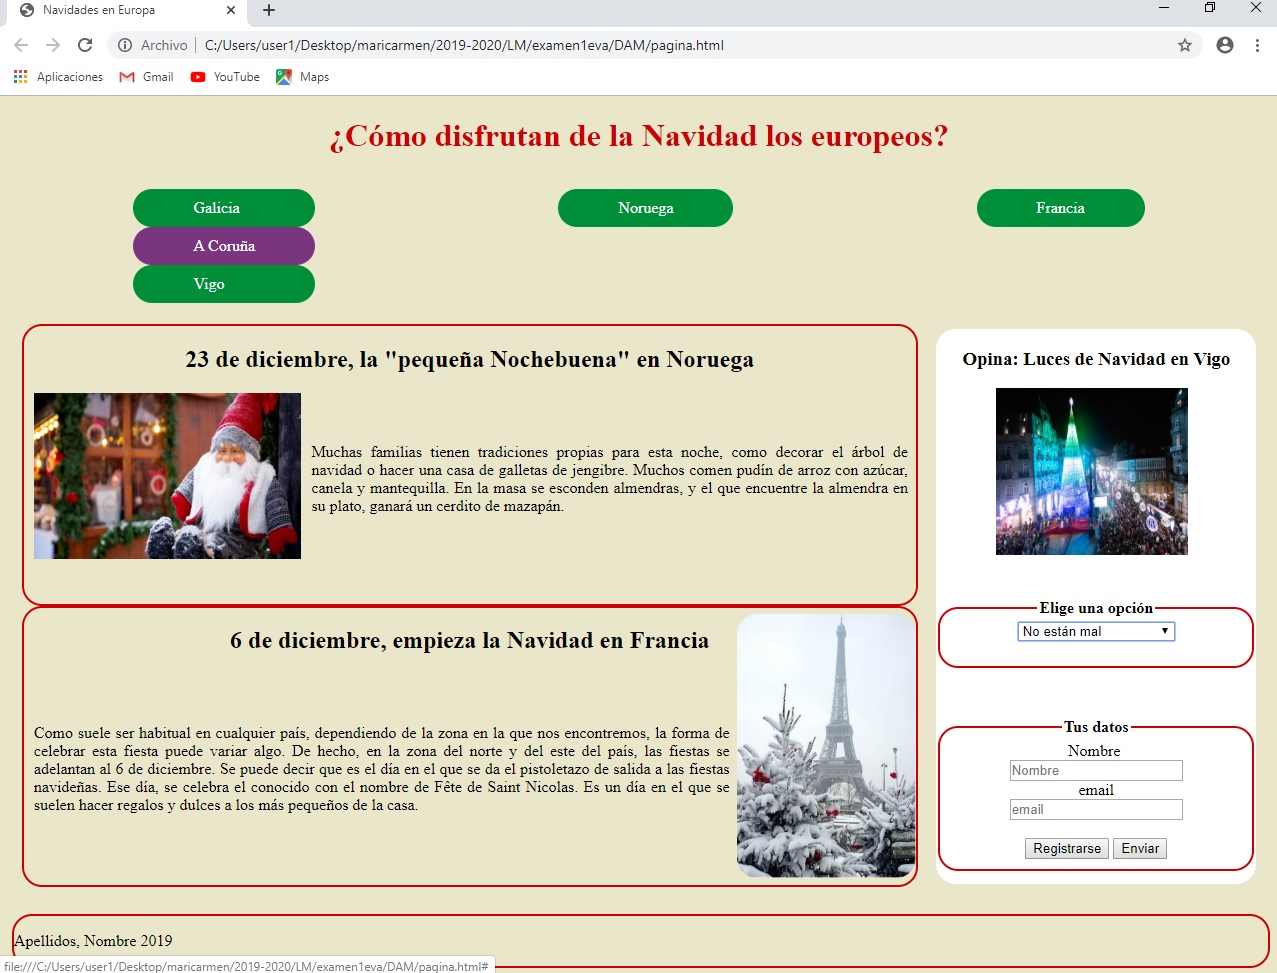 Navidades en Europa
Archivo | C:/Users/user1/Desktop/maricarmen/2019-2020/LM/examen1eva/DAM/pagina.html
Aplicaciones Gmail YouTube Maps
¿Cómo disfrutan de la Navidad los europeos?
Galicia Noruega Francia
A Coruña
Vigo
23 de diciembre, la "pequeña Nochebuena" en Noruega
Muchas familias tienen tradiciones propias para esta noche, como decorar el árbol de
navidad o hacer una casa de galletas de jengibre. Muchos comen pudín de arroz con azúcar,
canela y mantequilla. En la masa se esconden almendras, y el que encuentre la almendra en
su plato, ganará un cerdito de mazapán.
6 de diciembre, empieza la Navidad en Francia
Como suele ser habitual en cualquier país, dependiendo de la zona en la que nos encontremos, la forma de
celebrar esta fiesta puede variar algo. De hecho, en la zona del norte y del este del país, las fiestas se
adelantan al 6 de diciembre. Se puede decir que es el día en el que se da el pistoletazo de salida a las fiestas
navideñas. Ese día, se celebra el conocido con el nombre de Fête de Saint Nicolas. Es un día en el que se
suelen hacer regalos y dulces a los más pequeños de la casa.
Opina: Luces de Navidad en Vigo
Elige una opción
No están mal
Tus datos
Nombre
Nombre
email
email
Registrarse Enviar
Apellidos, Nombre 2019
file:///C:/Users/user1/Desktop/maricarmen/2019-2020/LM/examen1eva/DAM/pagina.html#